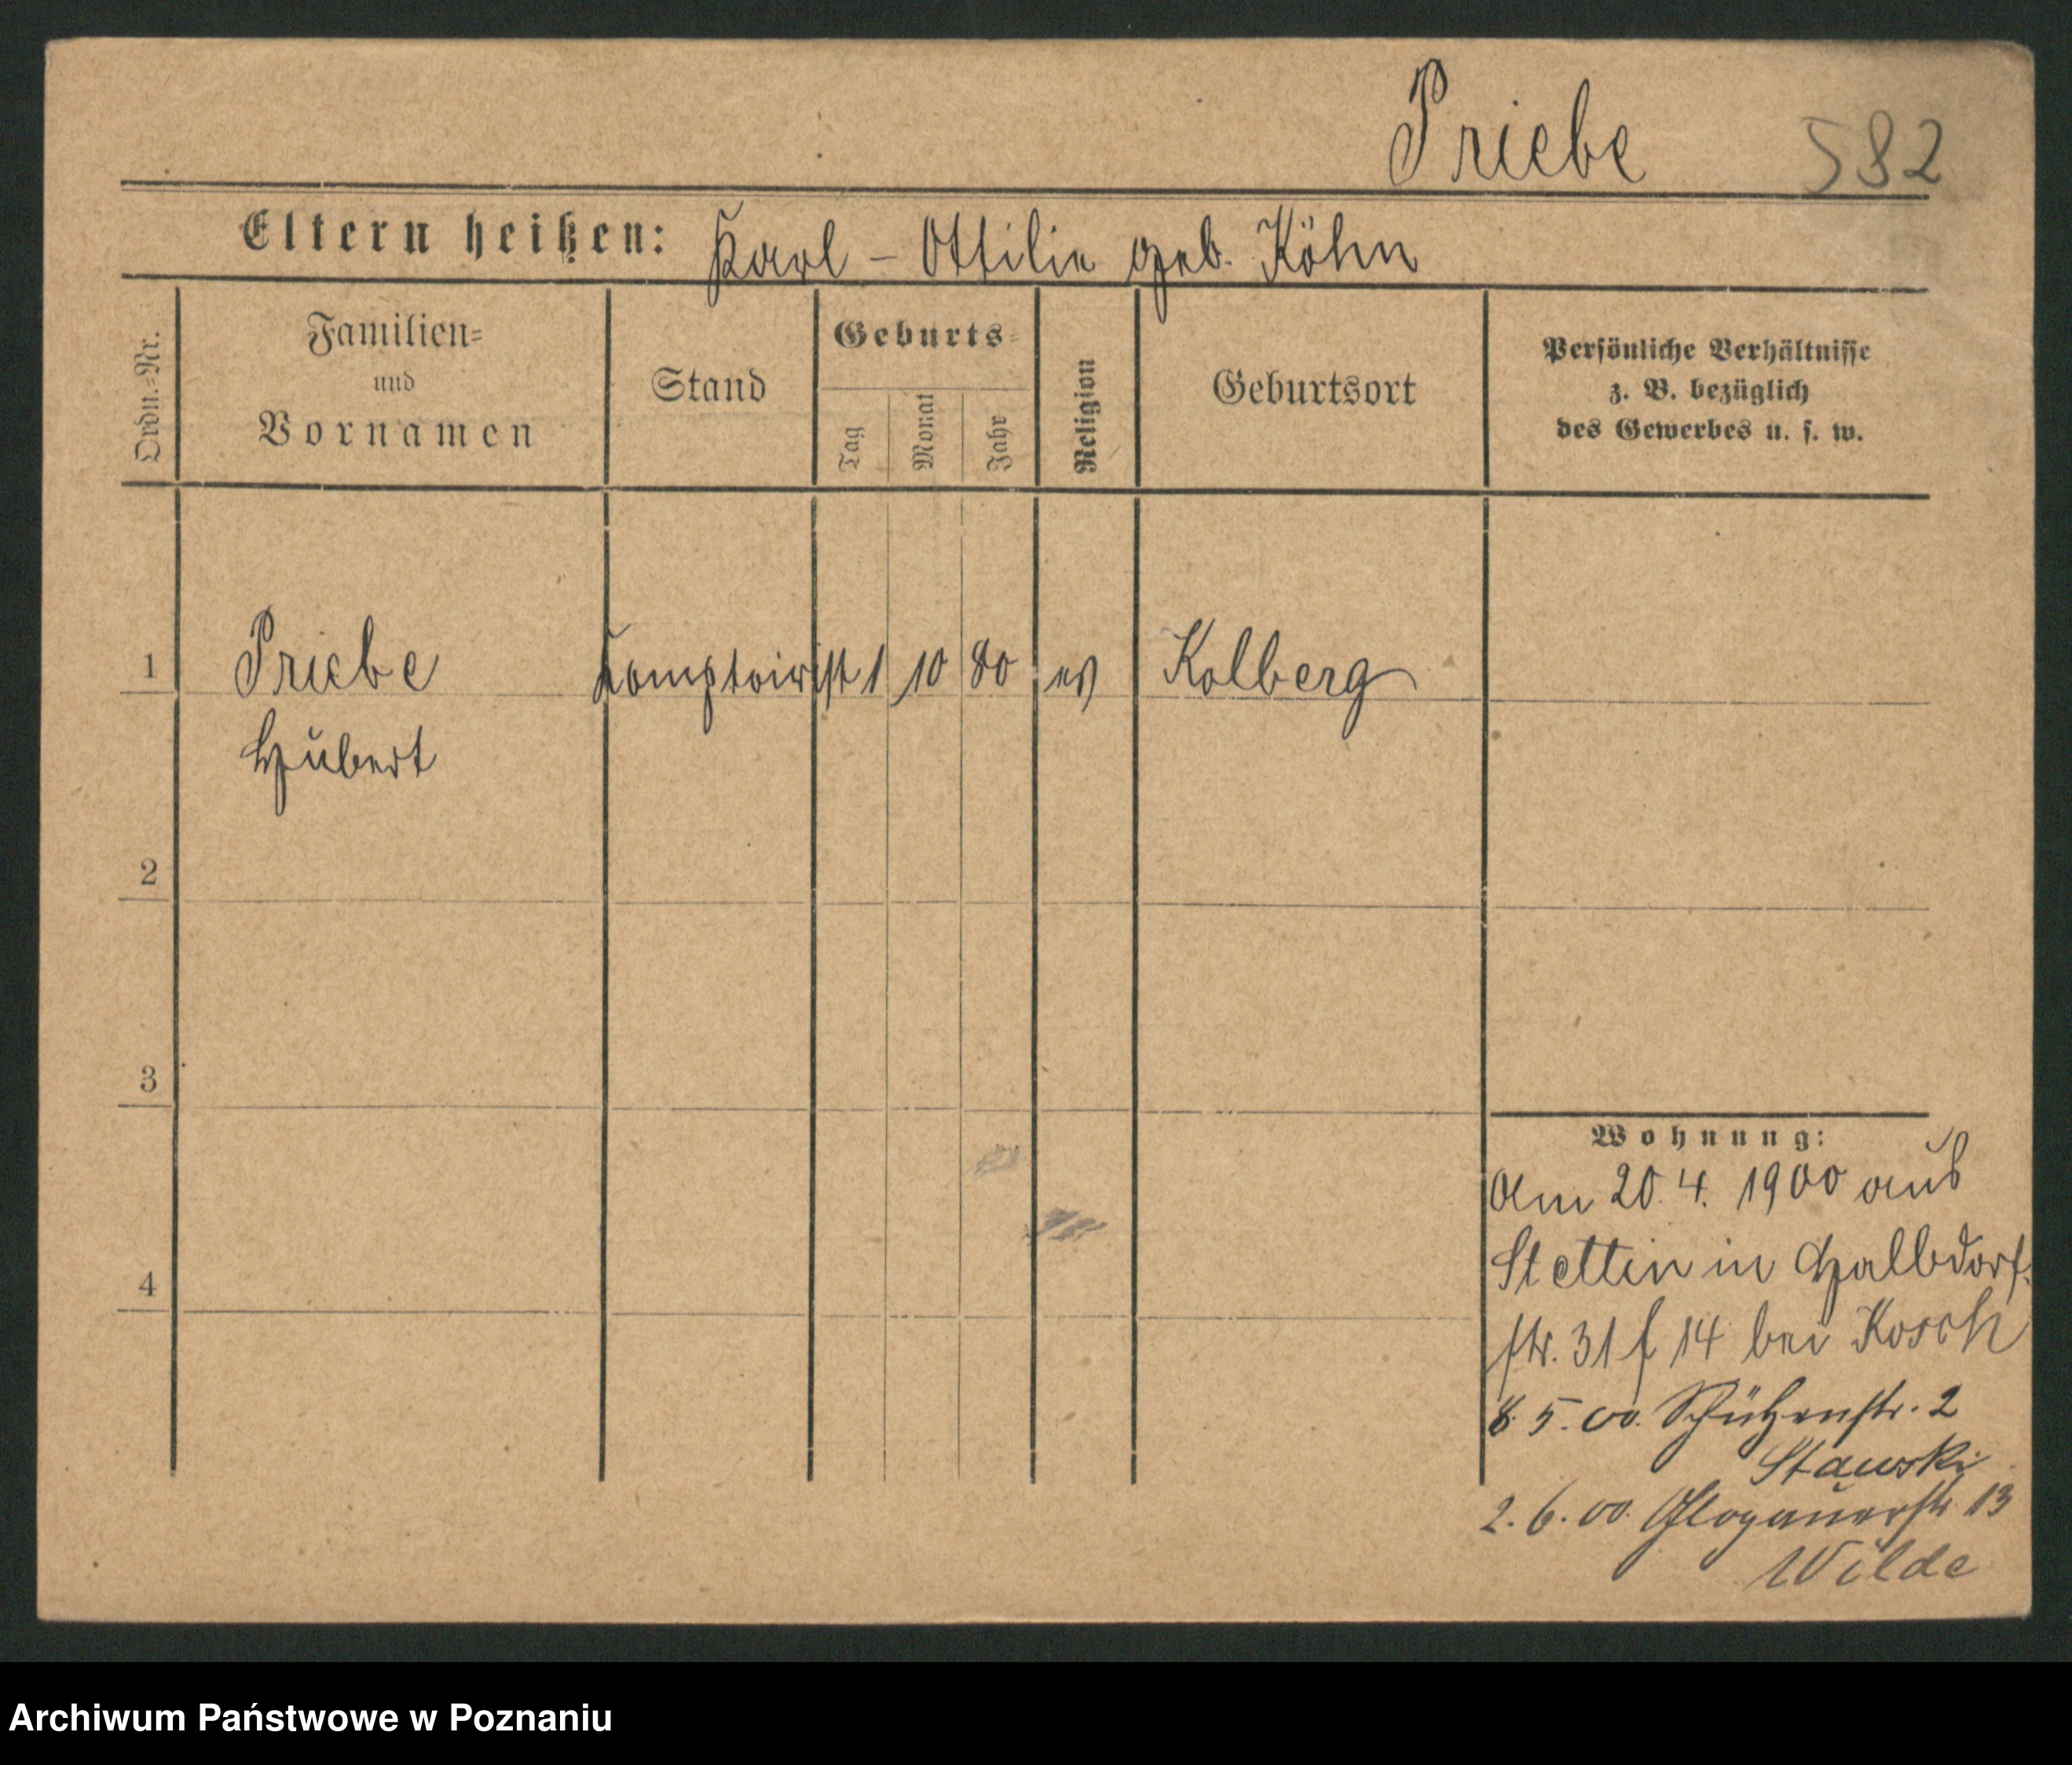 Priebe 582
Eltern heißen: Karl – Ottilie geb. Köhn
Ordn.-Nr.
Familien-
und
Vornamen
Stand
Geburts-
Tag
Monat
Jahr
Religion
Geburtsort
Persönliche Verhältnisse
z. B. bezüglich
des Gewerbes u. s. w.
1 Priebe Komptoirist 1 10 80 ev Kolberg
Hubert
2
3
4
Wohnung:
Am 20. 4. 1900 aus
Stettin in Halbdorf-
str. 31 f 14 bei Kosch
8. 5. 00. Schützenstr. 2
Stawski
2. 6. 00. Glogauerstr 13
Wilde
Archiwum Państwowe w Poznaniu